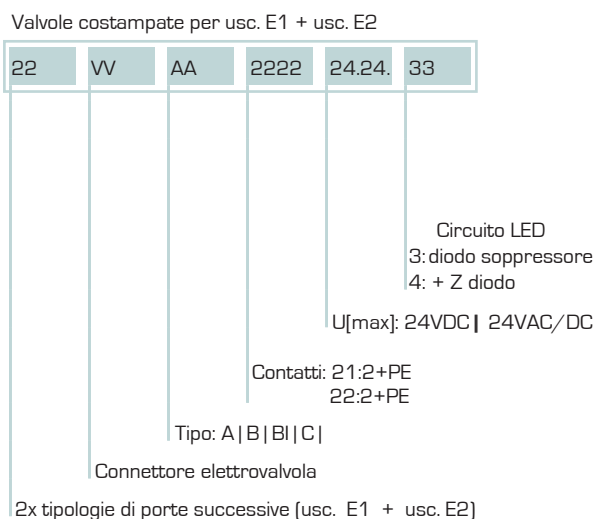 Valvole costampate per usc. E1 + usc. E2
22 VV AA 2222 24.24. 33
Circuito LED
3: diodo soppressore
4: + Z diodo
U[max]: 24VDC | 24VAC/DC
Contatti: 21:2+PE
22:2+PE
Tipo: A|B|BI|C|
Connettore elettrovalvola
2x tipologie di porte successive (usc. E1 + usc. E2)